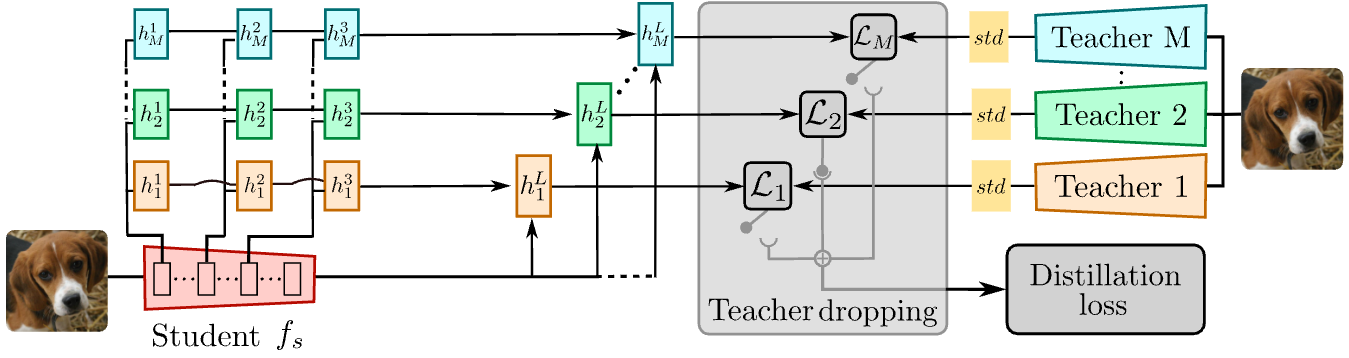 $h_M^1$ $h_M^2$ $h_M^3$ $h_M^L$ $\mathcal{L}_M$ std Teacher M
$h_2^1$ $h_2^2$ $h_2^3$ $h_2^L$ $\mathcal{L}_2$ std Teacher 2
$h_1^1$ $h_1^2$ $h_1^3$ $h_1^L$ $\mathcal{L}_1$ std Teacher 1
Student $f_s$
Teacher dropping
Distillation
loss